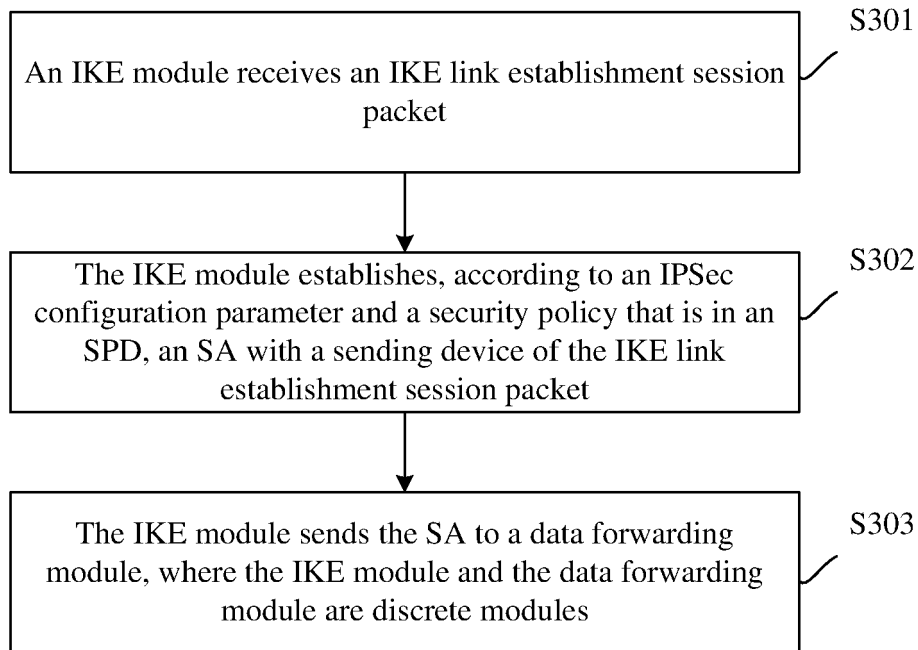 S301
An IKE module receives an IKE link establishment session
packet
S302
The IKE module establishes, according to an IPSec
configuration parameter and a security policy that is in an
SPD, an SA with a sending device of the IKE link
establishment session packet
S303
The IKE module sends the SA to a data forwarding
module, where the IKE module and the data forwarding
module are discrete modules